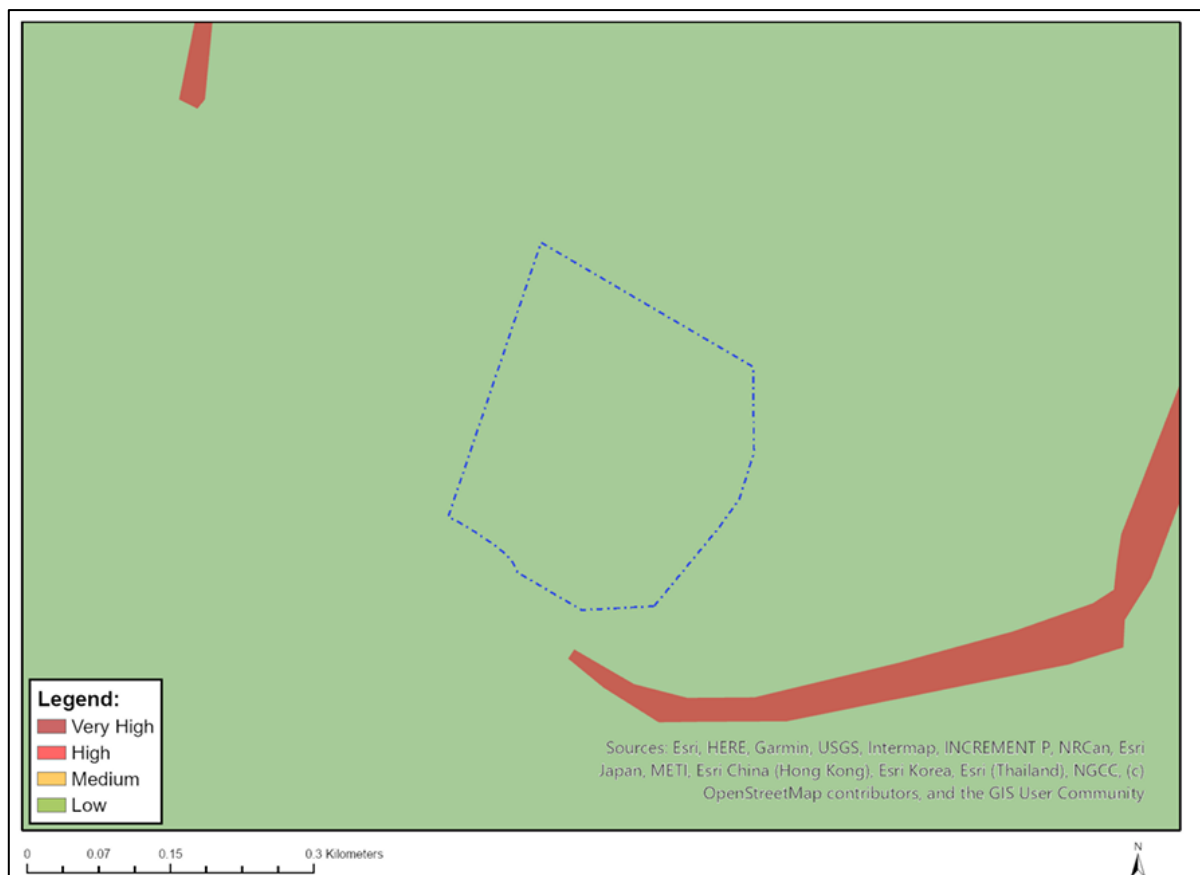 Legend:
Very High
High
Medium
Low
Sources: Esri, HERE, Garmin, USGS, Intermap, INCREMENT P, NRCan, Esri
Japan, METI, Esri China (Hong Kong), Esri Korea, Esri (Thailand), NGCC, (c)
OpenStreetMap contributors, and the GIS User Community
0 0.07 0.15 0.3 Kilometers
N